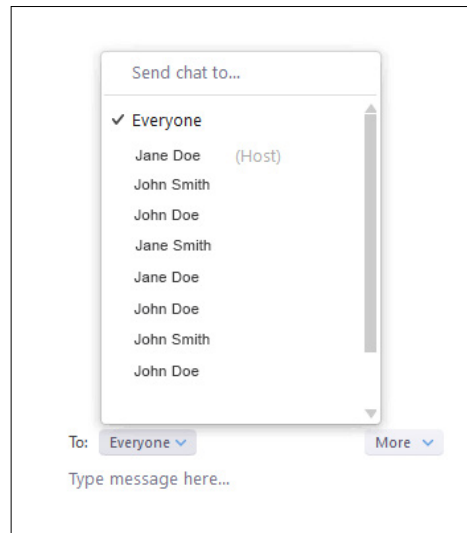 Send chat to...
Everyone
Jane Doe (Host)
John Smith
John Doe
Jane Smith
Jane Doe
John Doe
John Smith
John Doe
To: Everyone More
Type message here...